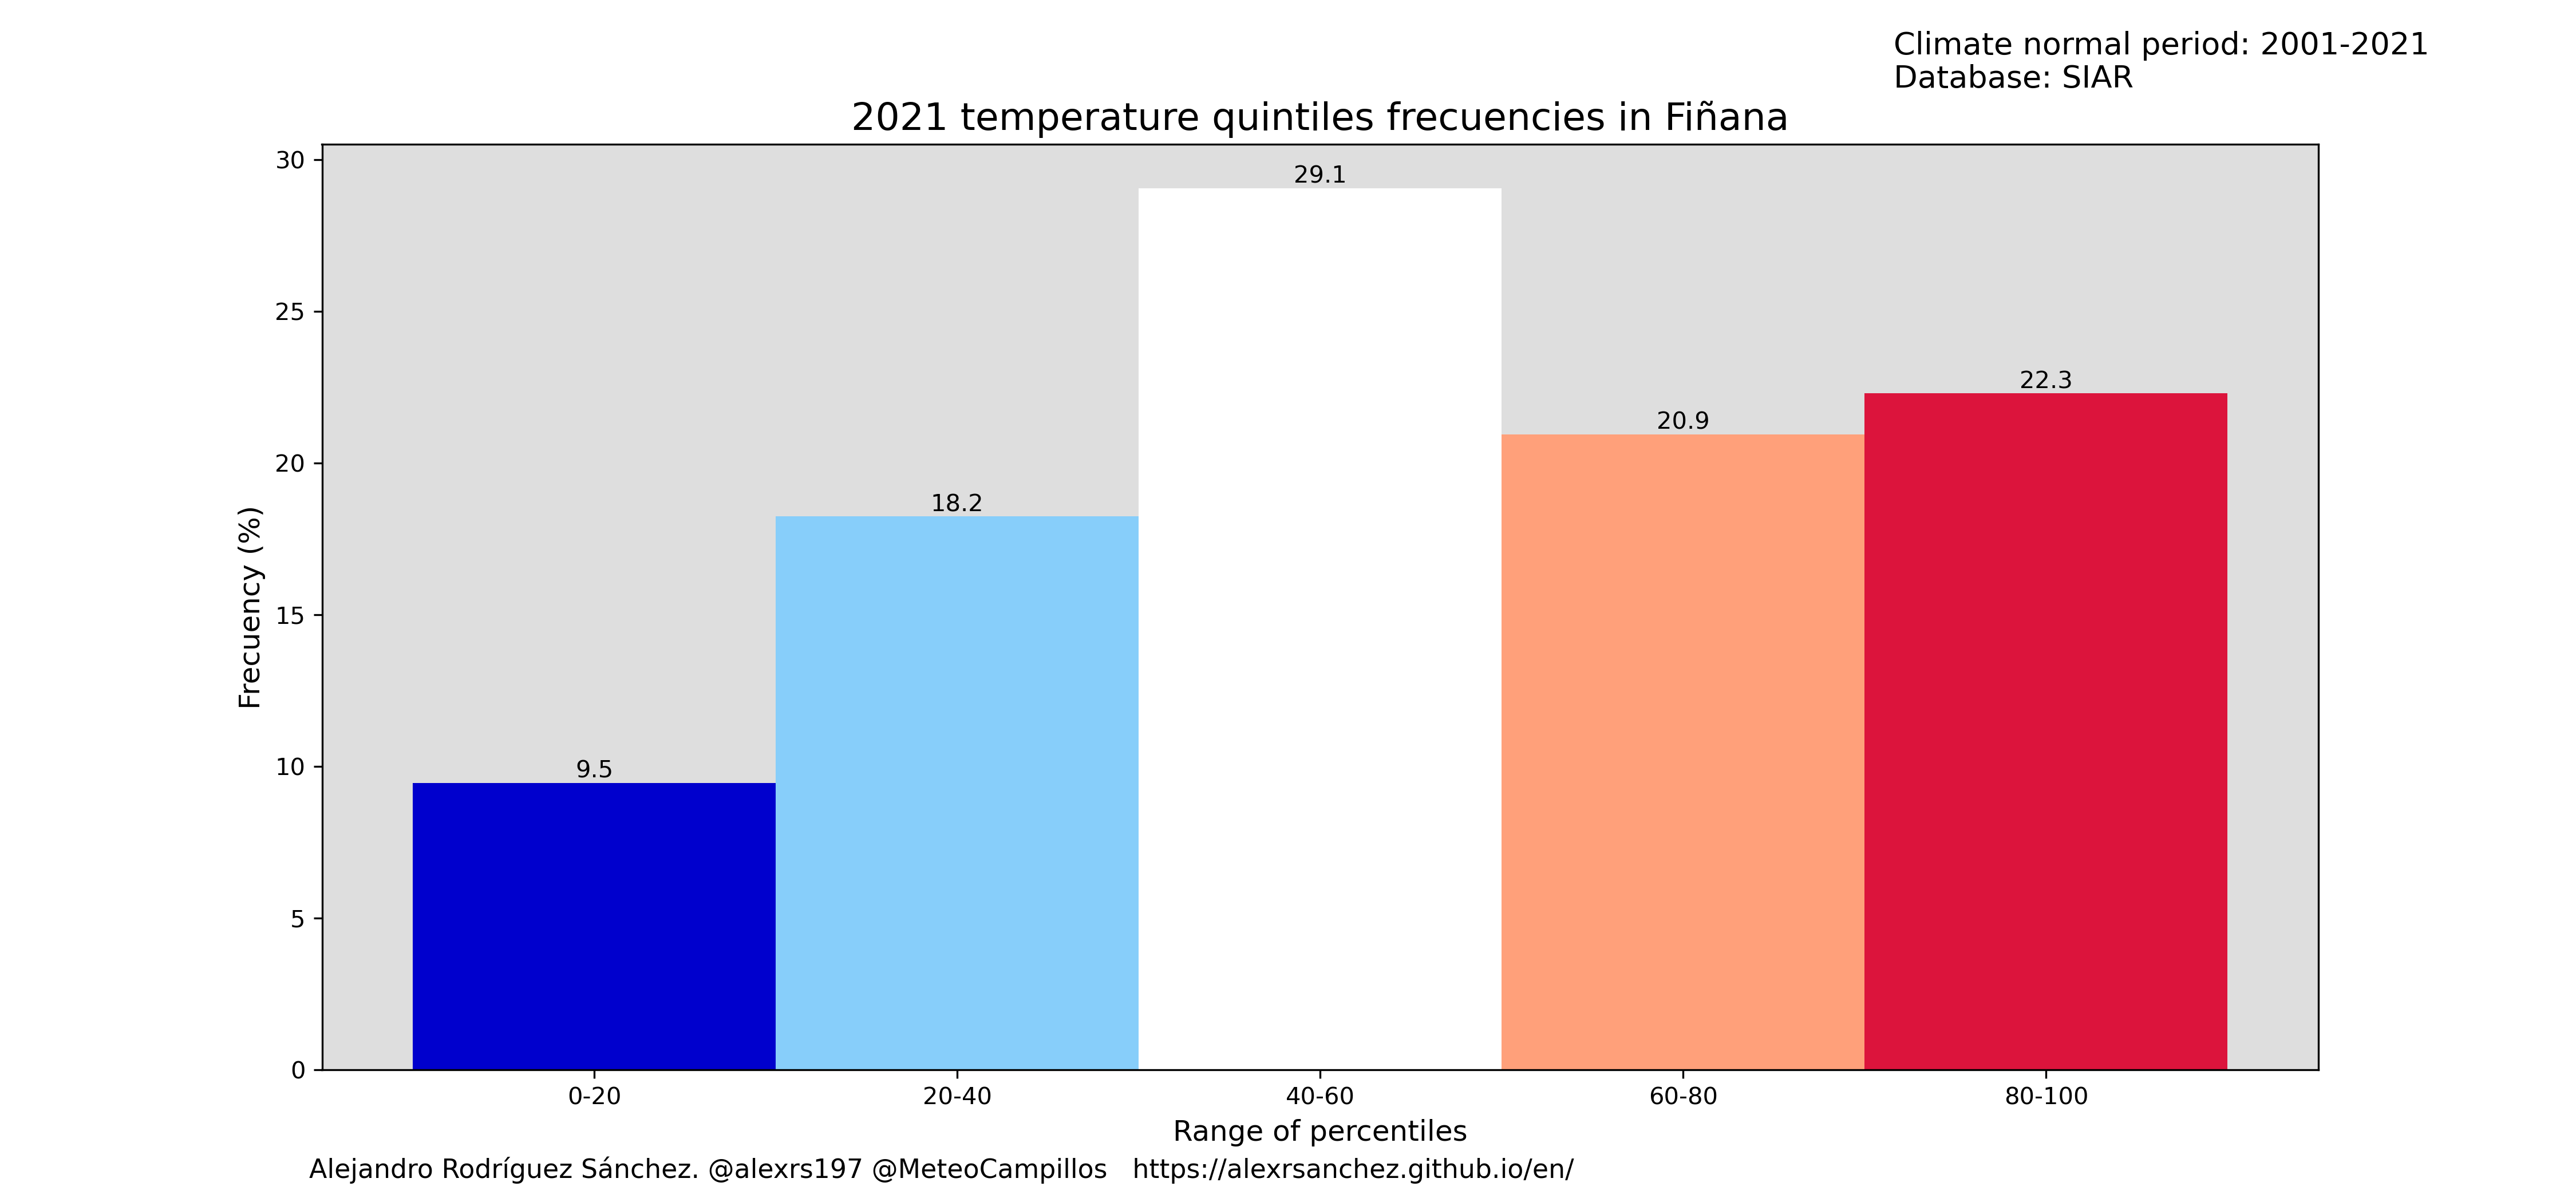 Climate normal period: 2001-2021
Database: SIAR
2021 temperature quintiles frecuencies in Fiñana
30
25
20
15
10
5
0
Frecuency (%)
9.5
18.2
29.1
20.9
22.3
0-20
20-40
40-60
60-80
80-100
Range of percentiles
Alejandro Rodríguez Sánchez. @alexrs197 @MeteoCampillos   https://alexrsanchez.github.io/en/